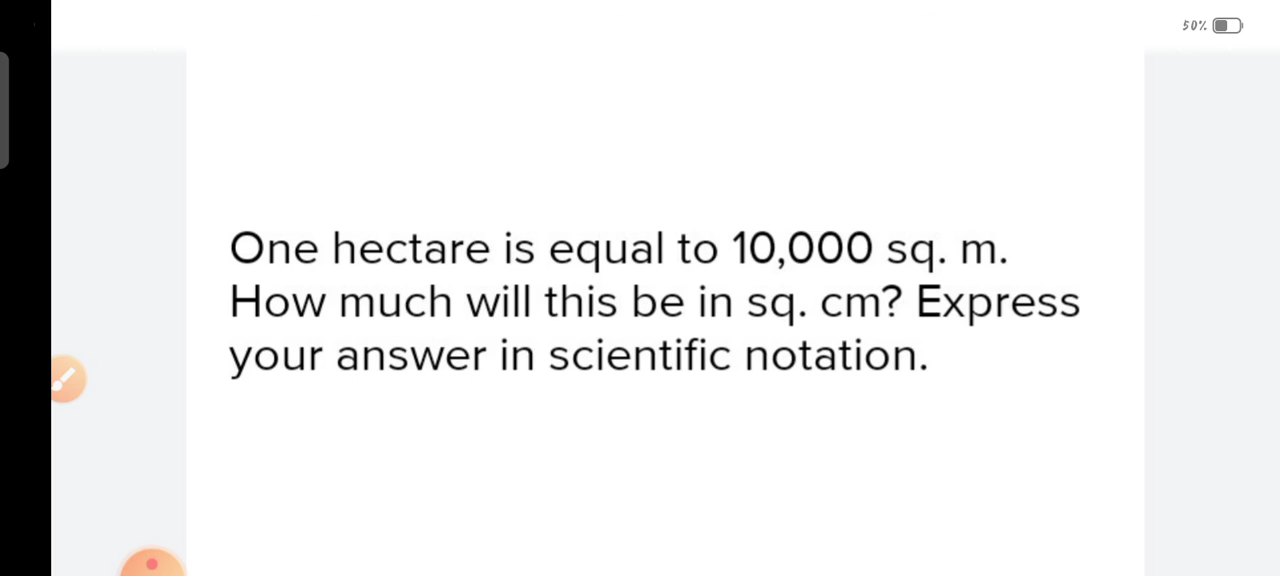 50%
One hectare is equal to 10,000 sq. m.
How much will this be in sq. cm? Express
your answer in scientific notation.